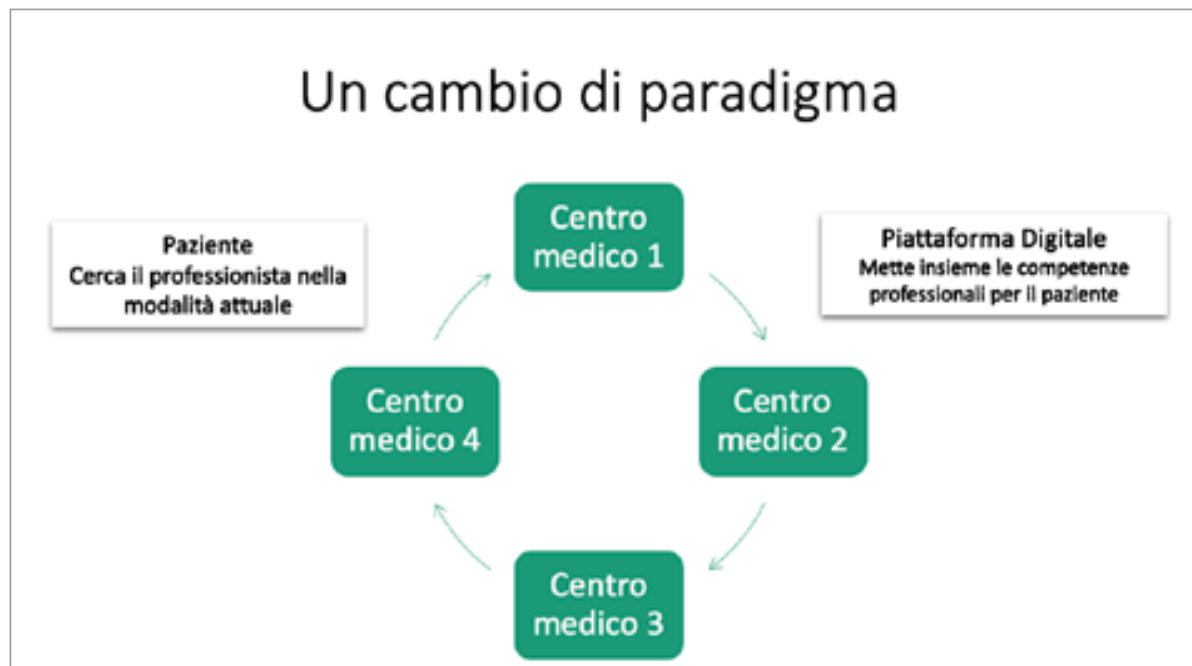 Un cambio di paradigma
Paziente
Cerca il professionista nella
modalità attuale
Centro
medico 1
Piattaforma Digitale
Mette insieme le competenze
professionali per il paziente
Centro
medico 4
Centro
medico 2
Centro
medico 3